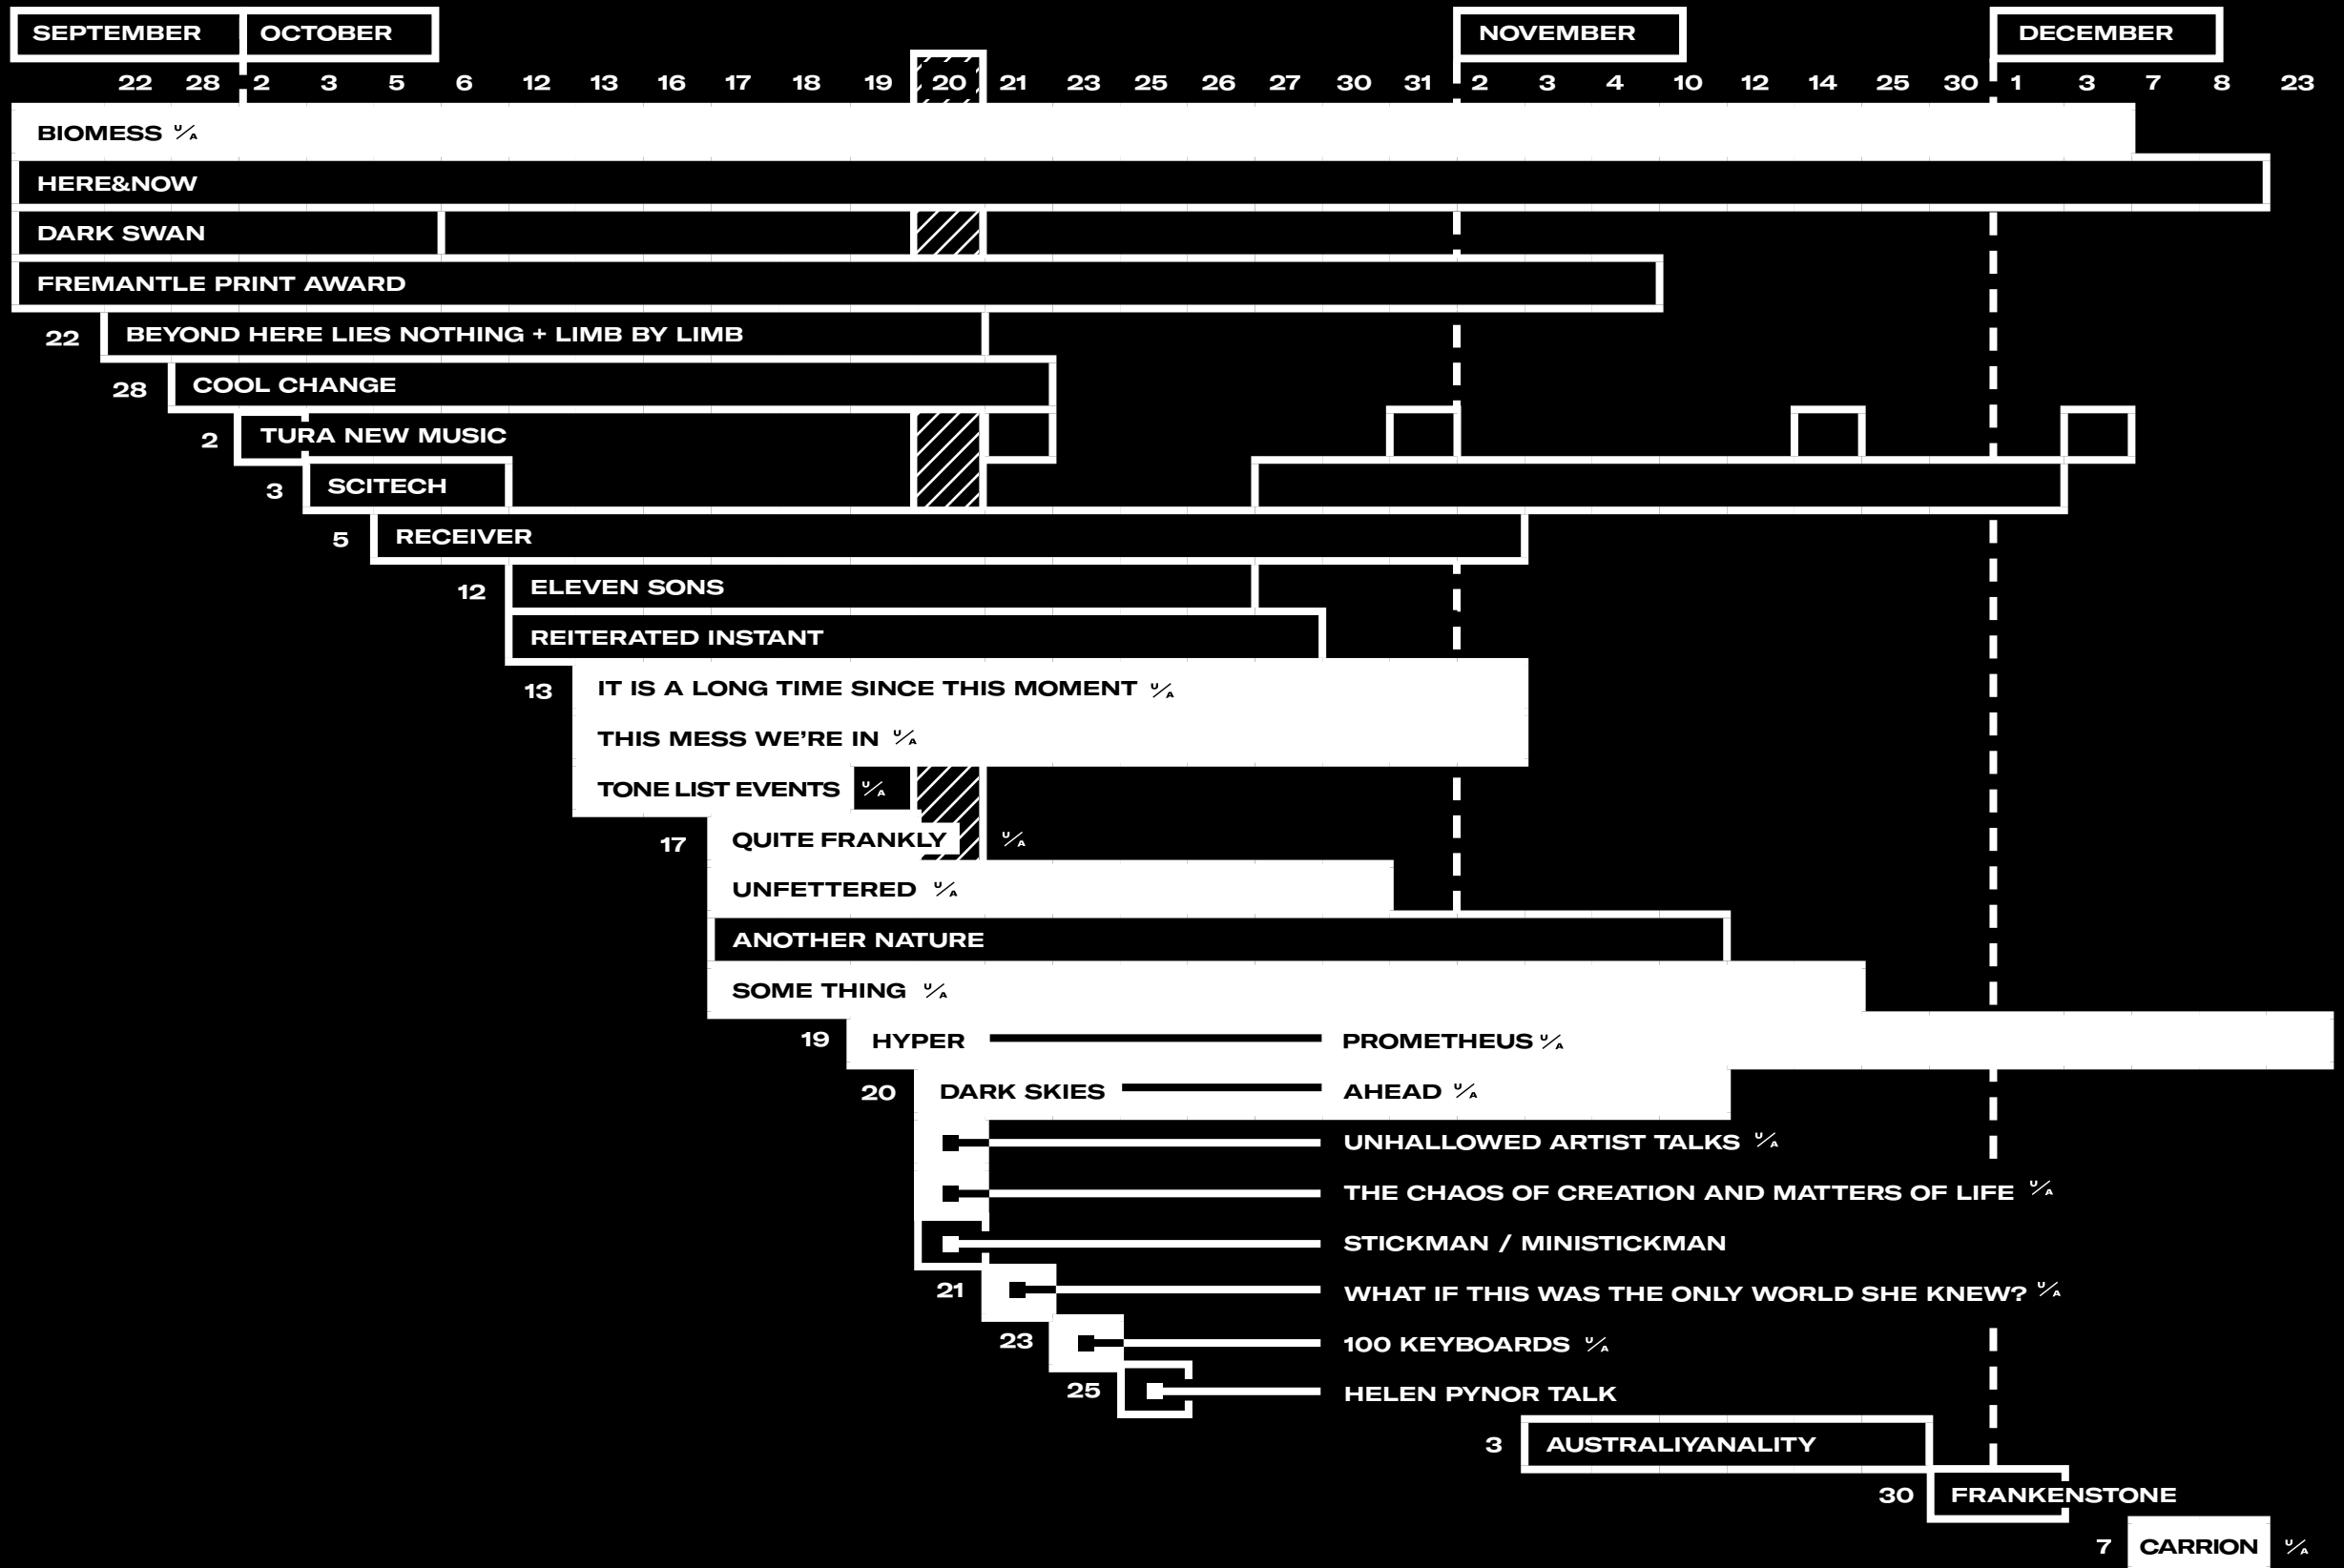 SEPTEMBER OCTOBER NOVEMBER DECEMBER
22 28 2 3 5 6 12 13 16 17 18 19 20 21 23 25 26 27 30 31 2 3 4 10 12 14 25 30 1 3 7 8 23
BIOMESS U/A
HERE&NOW
DARK SWAN
FREMANTLE PRINT AWARD
22 BEYOND HERE LIES NOTHING + LIMB BY LIMB
28 COOL CHANGE
2 TURA NEW MUSIC
3 SCITECH
5 RECEIVER
12 ELEVEN SONS
REITERATED INSTANT
13 IT IS A LONG TIME SINCE THIS MOMENT U/A
THIS MESS WE'RE IN U/A
TONE LIST EVENTS U/A
17 QUITE FRANKLY U/A
UNFETTERED U/A
ANOTHER NATURE
SOME THING U/A
19 HYPER PROMETHEUS U/A
20 DARK SKIES AHEAD U/A
UNHALLOWED ARTIST TALKS U/A
THE CHAOS OF CREATION AND MATTERS OF LIFE U/A
STICKMAN / MINISTICKMAN
21 WHAT IF THIS WAS THE ONLY WORLD SHE KNEW? U/A
23 100 KEYBOARDS U/A
25 HELEN PYNOR TALK
3 AUSTRALIYANALITY
30 FRANKENSTONE
7 CARRION U/A